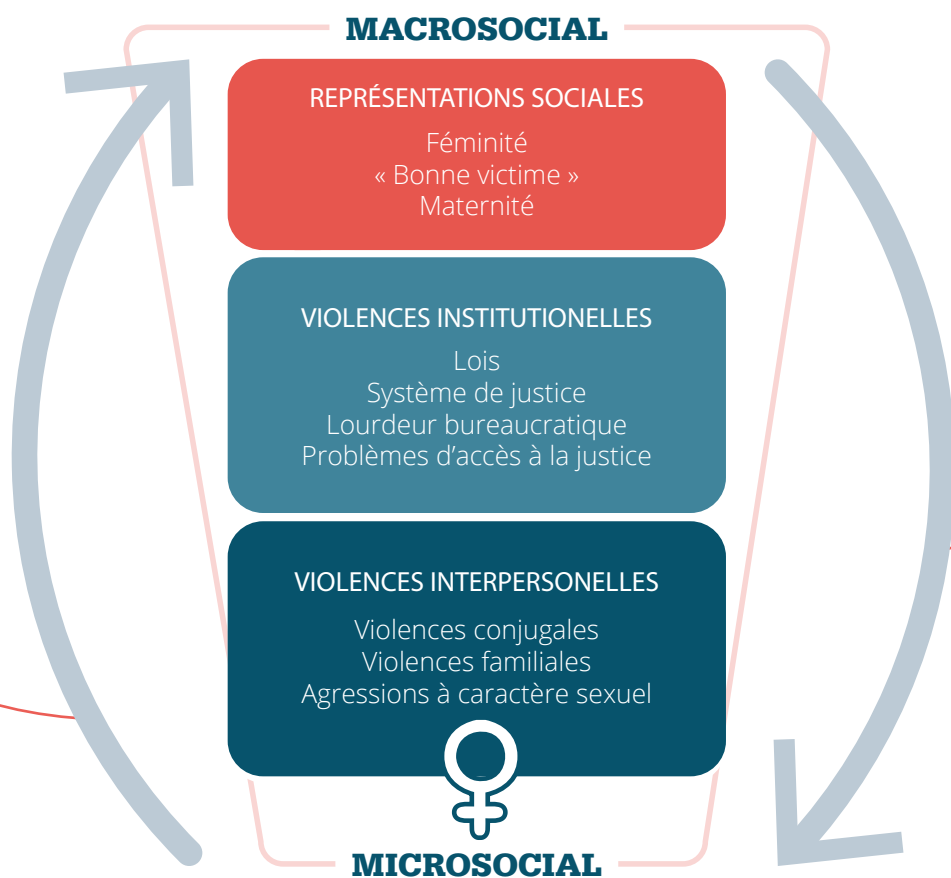 MACROSOCIAL
REPRÉSENTATIONS SOCIALES
Féminité
« Bonne victime »
Maternité
VIOLENCES INSTITUTIONELLES
Lois
Système de justice
Lourdeur bureaucratique
Problèmes d’accès à la justice
VIOLENCES INTERPERSONELLES
Violences conjugales
Violences familiales
Agressions à caractère sexuel
MICROSOCIAL